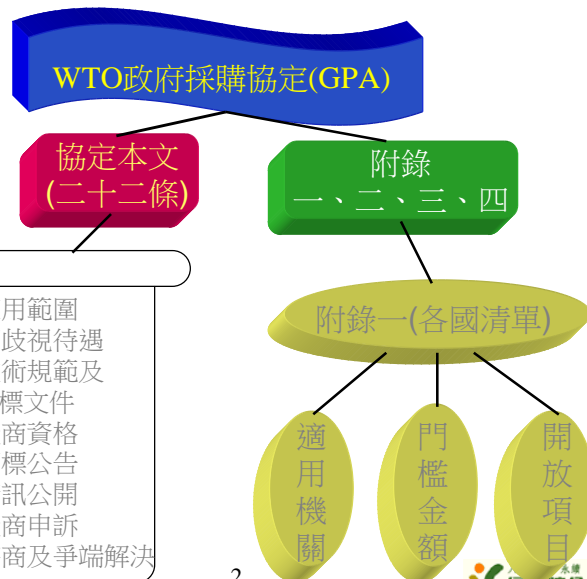 WTO政府採購協定(GPA)
協定本文
(二十二條)
附錄
一、二、三、四
用範圍
歧視待遇
術規範及
標文件
商資格
標公告
訊公開
商申訴
商及爭端解決
附錄一(各國清單)
適用機關
門檻金額
開放項目
2
永續